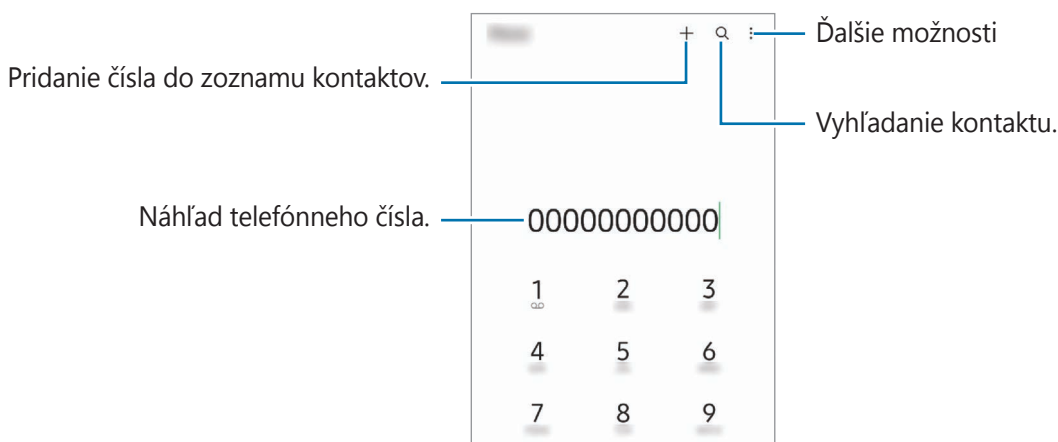 Ďalšie možnosti
Pridanie čísla do zoznamu kontaktov.
Vyhľadanie kontaktu.
Náhľad telefónneho čísla.
00000000000
1 2 3
4 5 6
7 8 9